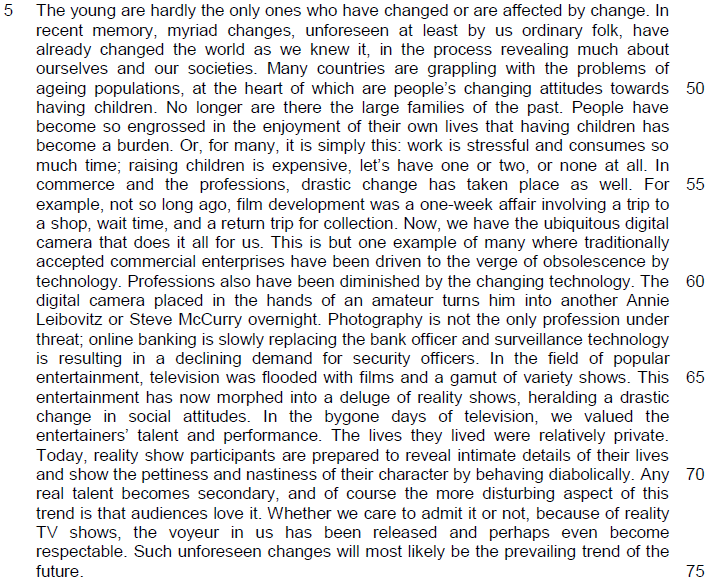 5 The young are hardly the only ones who have changed or are affected by change. In
recent memory, myriad changes, unforeseen at least by us ordinary folk, have
already changed the world as we knew it, in the process revealing much about
ourselves and our societies. Many countries are grappling with the problems of
ageing populations, at the heart of which are people's changing attitudes towards 50
having children. No longer are there the large families of the past. People have
become so engrossed in the enjoyment of their own lives that having children has
become a burden. Or, for many, it is simply this: work is stressful and consumes so
much time; raising children is expensive, let's have one or two, or none at all. In
commerce and the professions, drastic change has taken place as well. For 55
example, not so long ago, film development was a one-week affair involving a trip to
a shop, wait time, and a return trip for collection. Now, we have the ubiquitous digital
camera that does it all for us. This is but one example of many where traditionally
accepted commercial enterprises have been driven to the verge of obsolescence by
technology. Professions also have been diminished by the changing technology. The 60
digital camera placed in the hands of an amateur turns him into another Annie
Leibovitz or Steve McCurry overnight. Photography is not the only profession under
threat; online banking is slowly replacing the bank officer and surveillance technology
is resulting in a declining demand for security officers. In the field of popular
entertainment, television was flooded with films and a gamut of variety shows. This 65
entertainment has now morphed into a deluge of reality shows, heralding a drastic
change in social attitudes. In the bygone days of television, we valued the
entertainers' talent and performance. The lives they lived were relatively private.
Today, reality show participants are prepared to reveal intimate details of their lives
and show the pettiness and nastiness of their character by behaving diabolically. Any 70
real talent becomes secondary, and of course the more disturbing aspect of this
trend is that audiences love it. Whether we care to admit it or not, because of reality
TV shows, the voyeur in us has been released and perhaps even become
respectable. Such unforeseen changes will most likely be the prevailing trend of the
future. 75